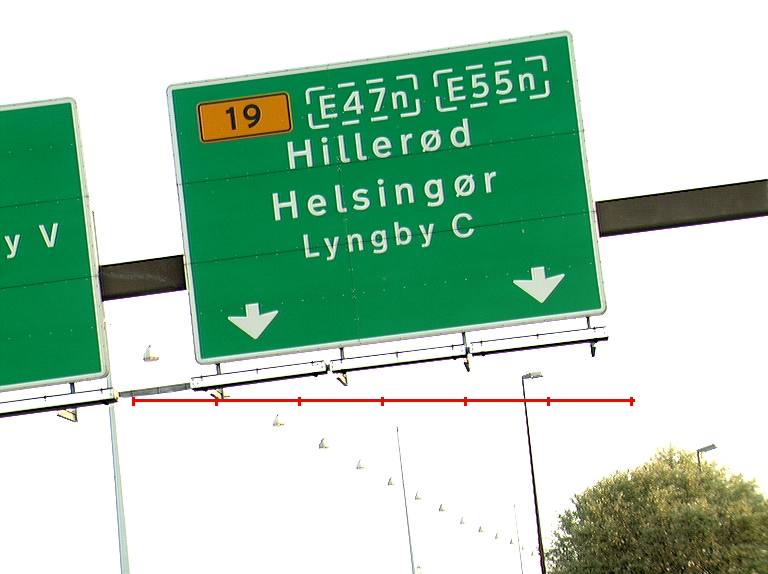 19 E47n E55n
Hillerød
Helsingør
Lyngby C
y V